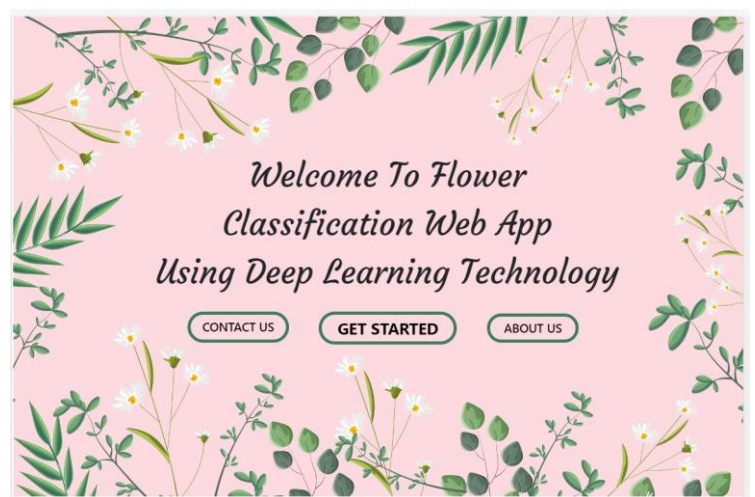 Welcome To Flower
Classification Web App
Using Deep Learning Technology
CONTACT US
GET STARTED
ABOUT US